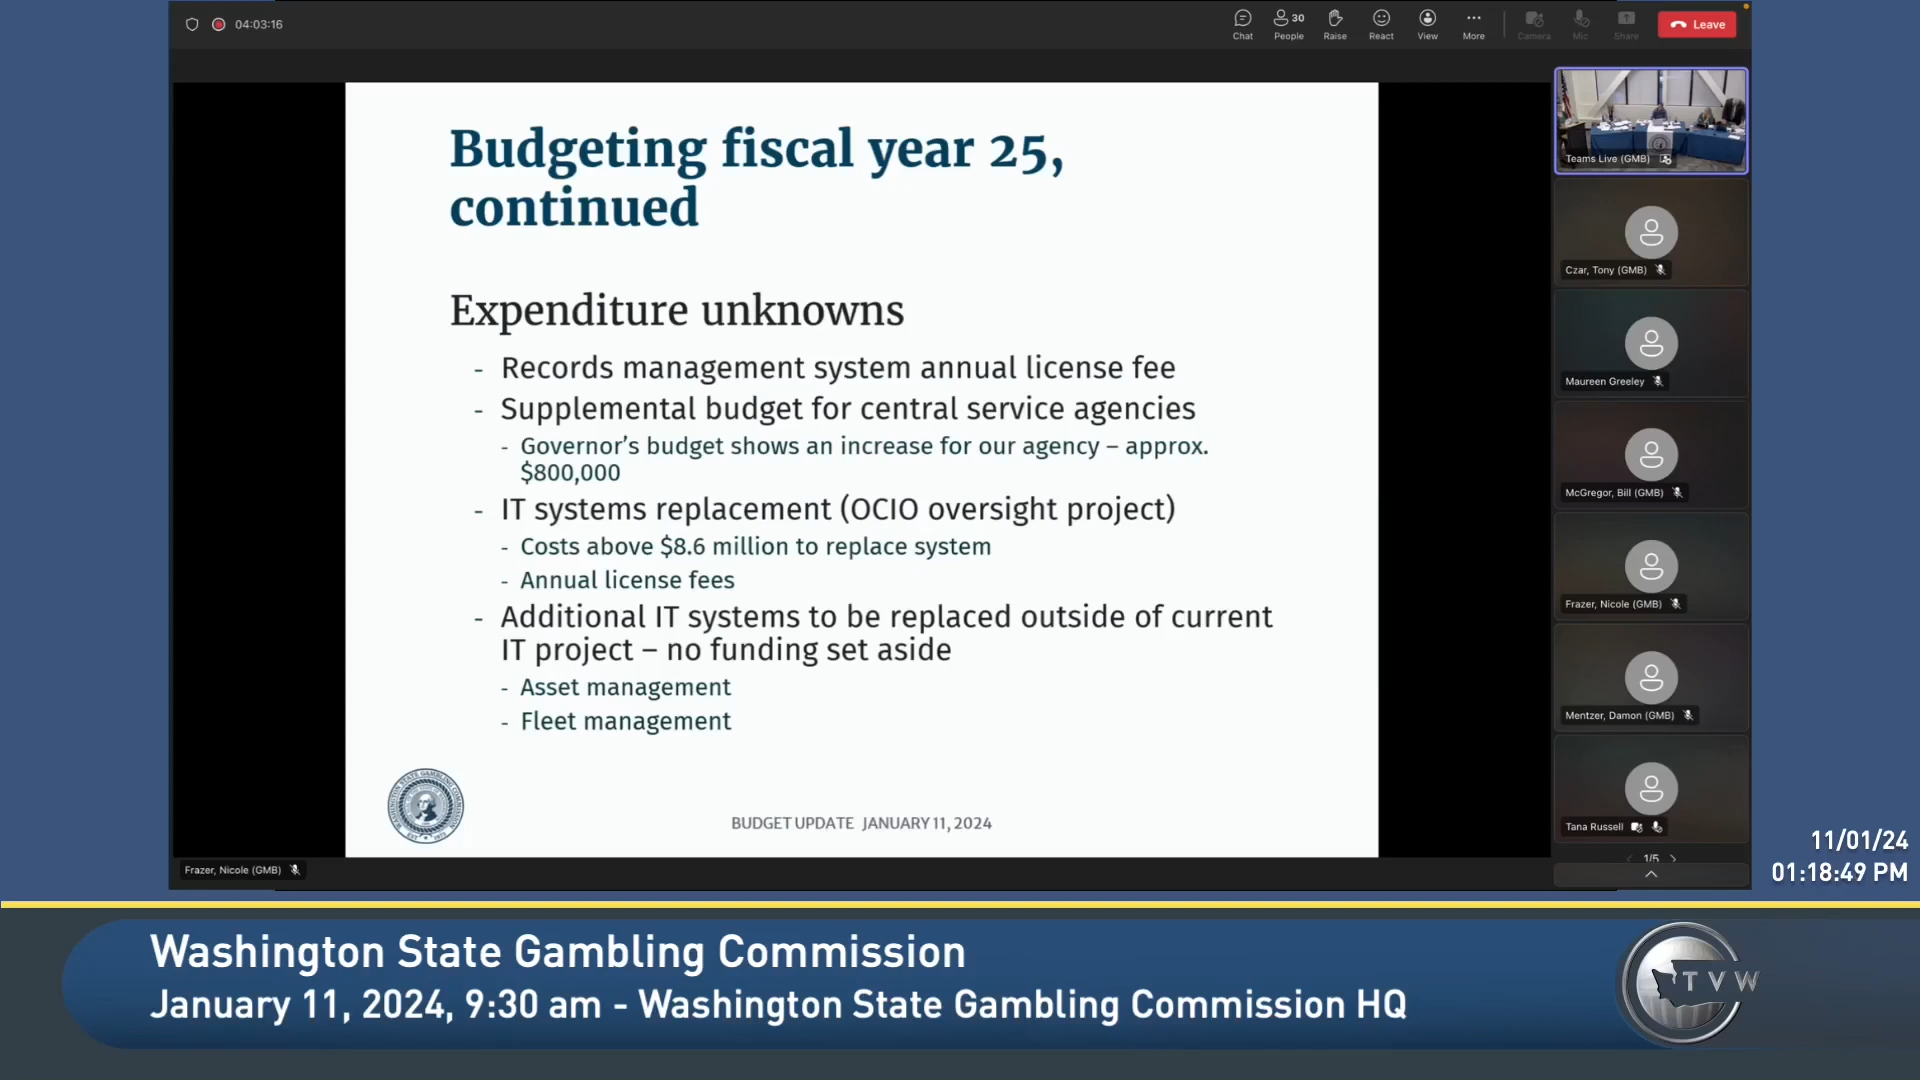 04:03:16
Chat
30
People
Raise
React
View
More
Camera
Mic
Share
Leave
Budgeting fiscal year 25,
continued
Expenditure unknowns
- Records management system annual license fee
- Supplemental budget for central service agencies
- Governor’s budget shows an increase for our agency – approx.
$800,000
- IT systems replacement (OCIO oversight project)
- Costs above $8.6 million to replace system
- Annual license fees
- Additional IT systems to be replaced outside of current
IT project – no funding set aside
- Asset management
- Fleet management
WASHINGTON STATE GAMBLING COMMISSION
BUDGET UPDATE JANUARY 11, 2024
Frazer, Nicole (GMB)
Teams Live (GMB)
Czar, Tony (GMB)
Maureen Greeley
McGregor, Bill (GMB)
Frazer, Nicole (GMB)
Mentzer, Damon (GMB)
Tana Russell
1/5
11/01/24
01:18:49 PM
Washington State Gambling Commission
January 11, 2024, 9:30 am - Washington State Gambling Commission HQ
TVW